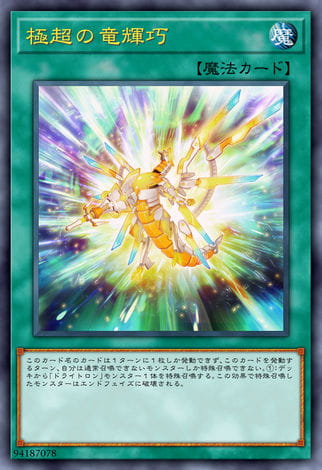 極超の竜輝巧
魔
【魔法カード】
このカード名のカードは1ターンに1枚しか発動できず、このカードを発動す
るターン、自分は通常召喚できないモンスターしか特殊召喚できない。①:デッ
キから「ドライトロン」モンスター1体を特殊召喚する。この効果で特殊召喚し
たモンスターはエンドフェイズに破壊される。
94187078